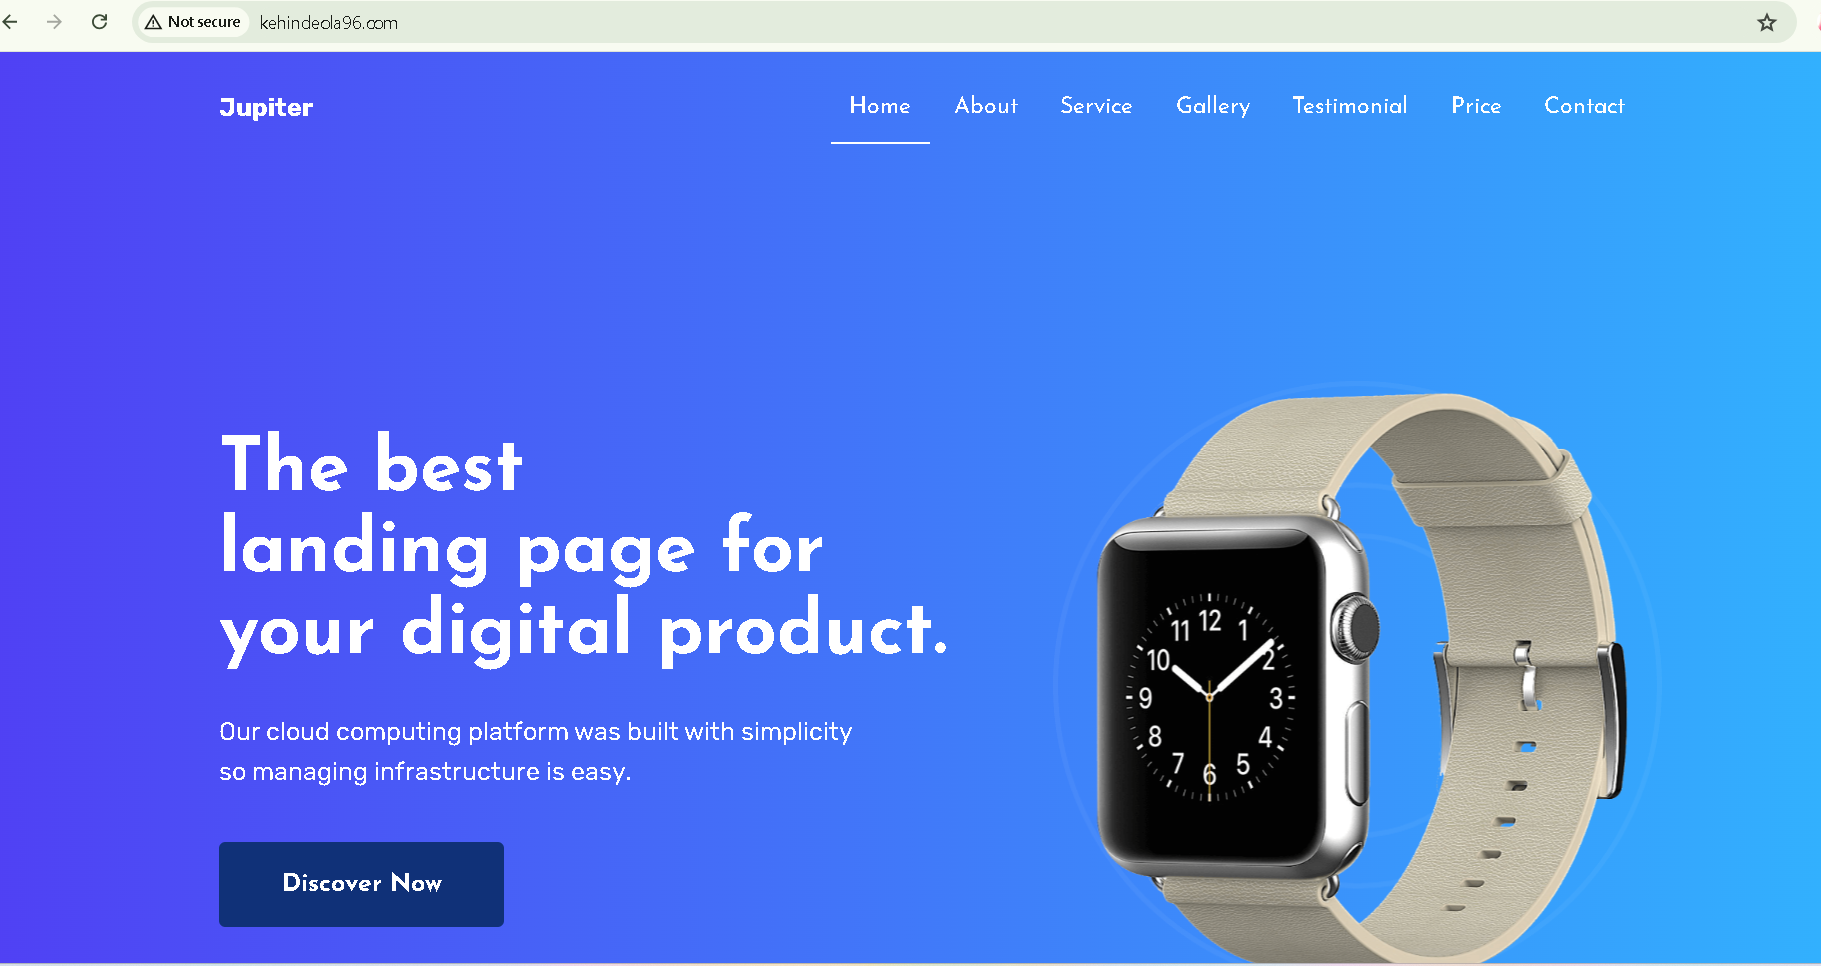 Not secure kehindeola96.com
Jupiter Home About Service Gallery Testimonial Price Contact
The best
landing page for
your digital product.
Our cloud computing platform was built with simplicity
so managing infrastructure is easy.
Discover Now
12
11 1
10 2
9 3
8 4
7 5
6